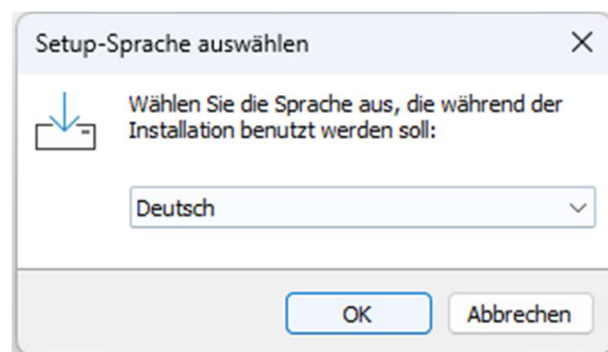 Setup-Sprache auswählen
Wählen Sie die Sprache aus, die während der
Installation benutzt werden soll:
Deutsch
OK
Abbrechen